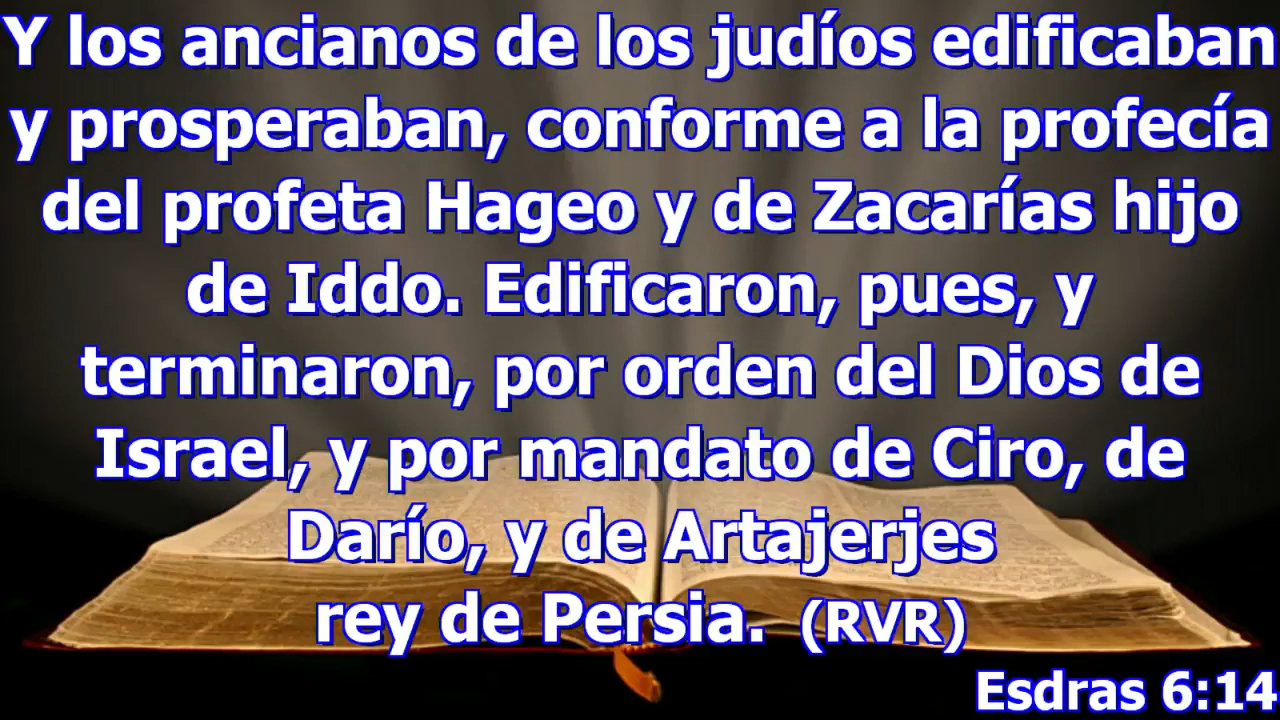 Y los ancianos de los judíos edificaban
y prosperaban, conforme a la profecía
del profeta Hageo y de Zacarías hijo
de Iddo. Edificaron, pues, y
terminaron, por orden del Dios de
Israel, y por mandato de Ciro, de
Darío, y de Artajerjes
rey de Persia. (RVR)
Esdras 6:14